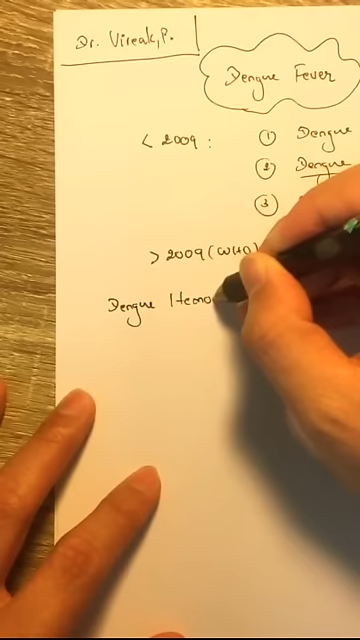 Dr. Vireak, P.
Dengue Fever
< 2009 : ① Dengue
② Dengue
③
> 2009 (WHO)
Dengue Hemo